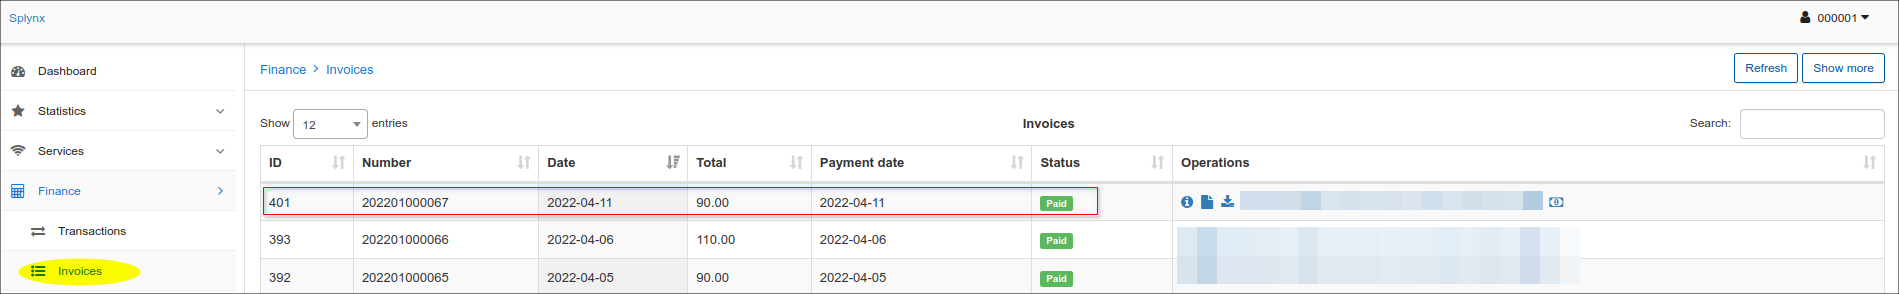 Splynx
000001
Dashboard
Statistics
Services
Finance
Transactions
Invoices
Finance > Invoices
Refresh
Show more
Show 12 entries
Invoices
Search:
ID Number Date Total Payment date Status Operations
401 202201000067 2022-04-11 90.00 2022-04-11 Paid
393 202201000066 2022-04-06 110.00 2022-04-06 Paid
392 202201000065 2022-04-05 90.00 2022-04-05 Paid